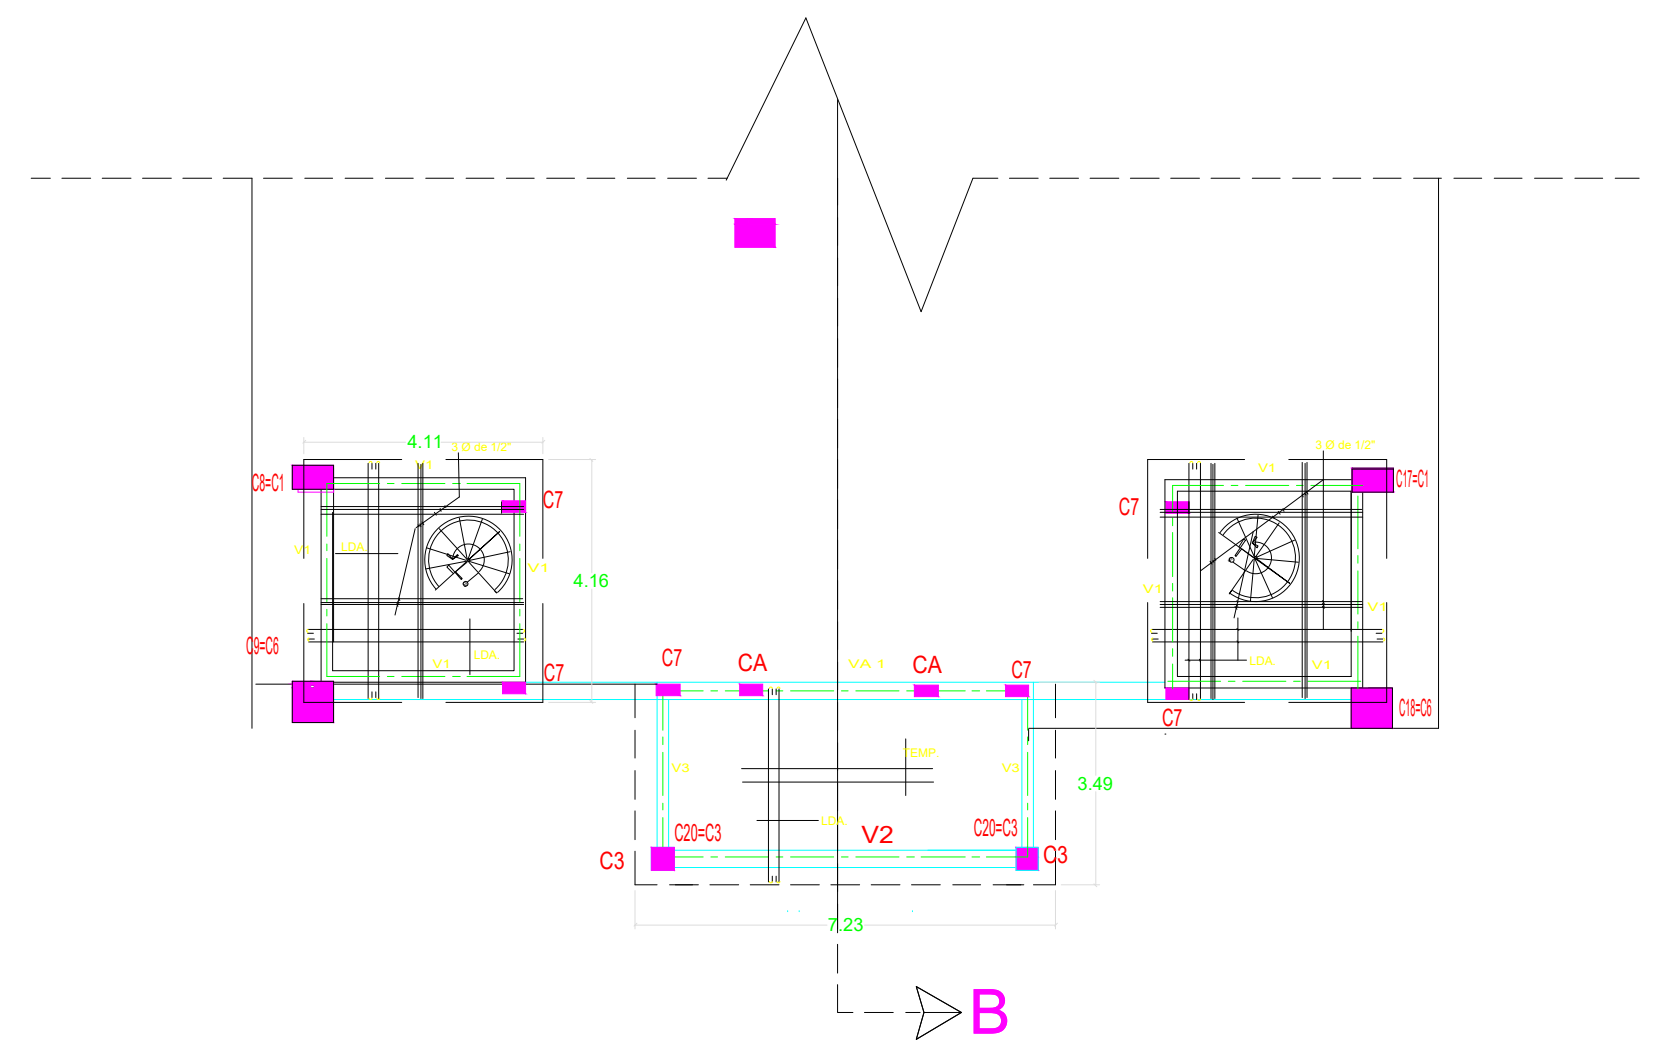 4.11
3 Ø de 1/2"
3 Ø de 1/2"
V1
V1
C8=C1
C17=C1
C7
C7
V1
LDA.
V1
4.16
V1
V1
C9=C6
LDA.
V1
C7
C7
CA
VA 1
CA
C7
LDA.
V1
C18=C6
C7
TEMP.
V3
V3
3.49
LDA.
C20=C3
V2
C20=C3
C3
C3
7.23
B